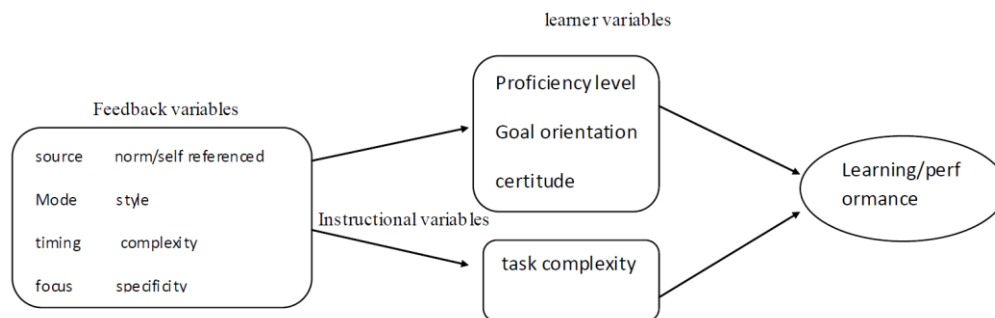 learner variables
Feedback variables
source norm/self referenced
Mode style
timing complexity
focus specificity
Proficiency level
Goal orientation
certitude
Instructional variables
task complexity
Learning/perf
ormance